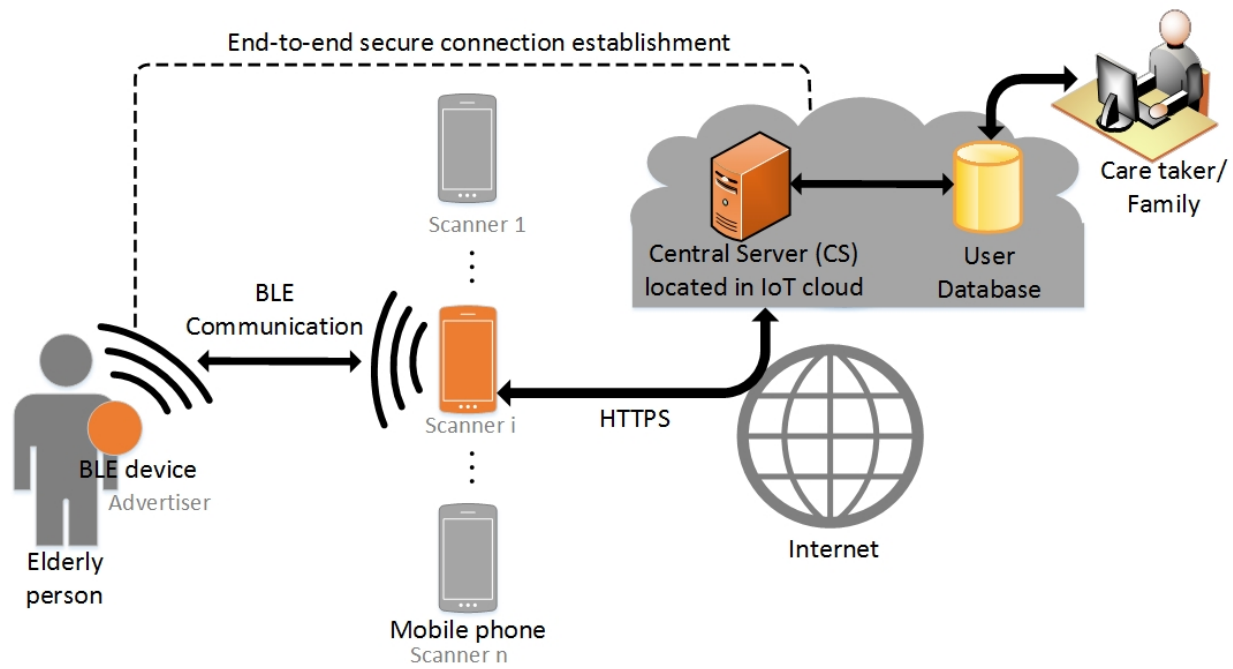 End-to-end secure connection establishment
Scanner 1
Care taker/
Family
Central Server (CS)
located in IoT cloud
User
Database
BLE
Communication
Scanner i
HTTPS
BLE device
Advertiser
Internet
Elderly
person
Mobile phone
Scanner n